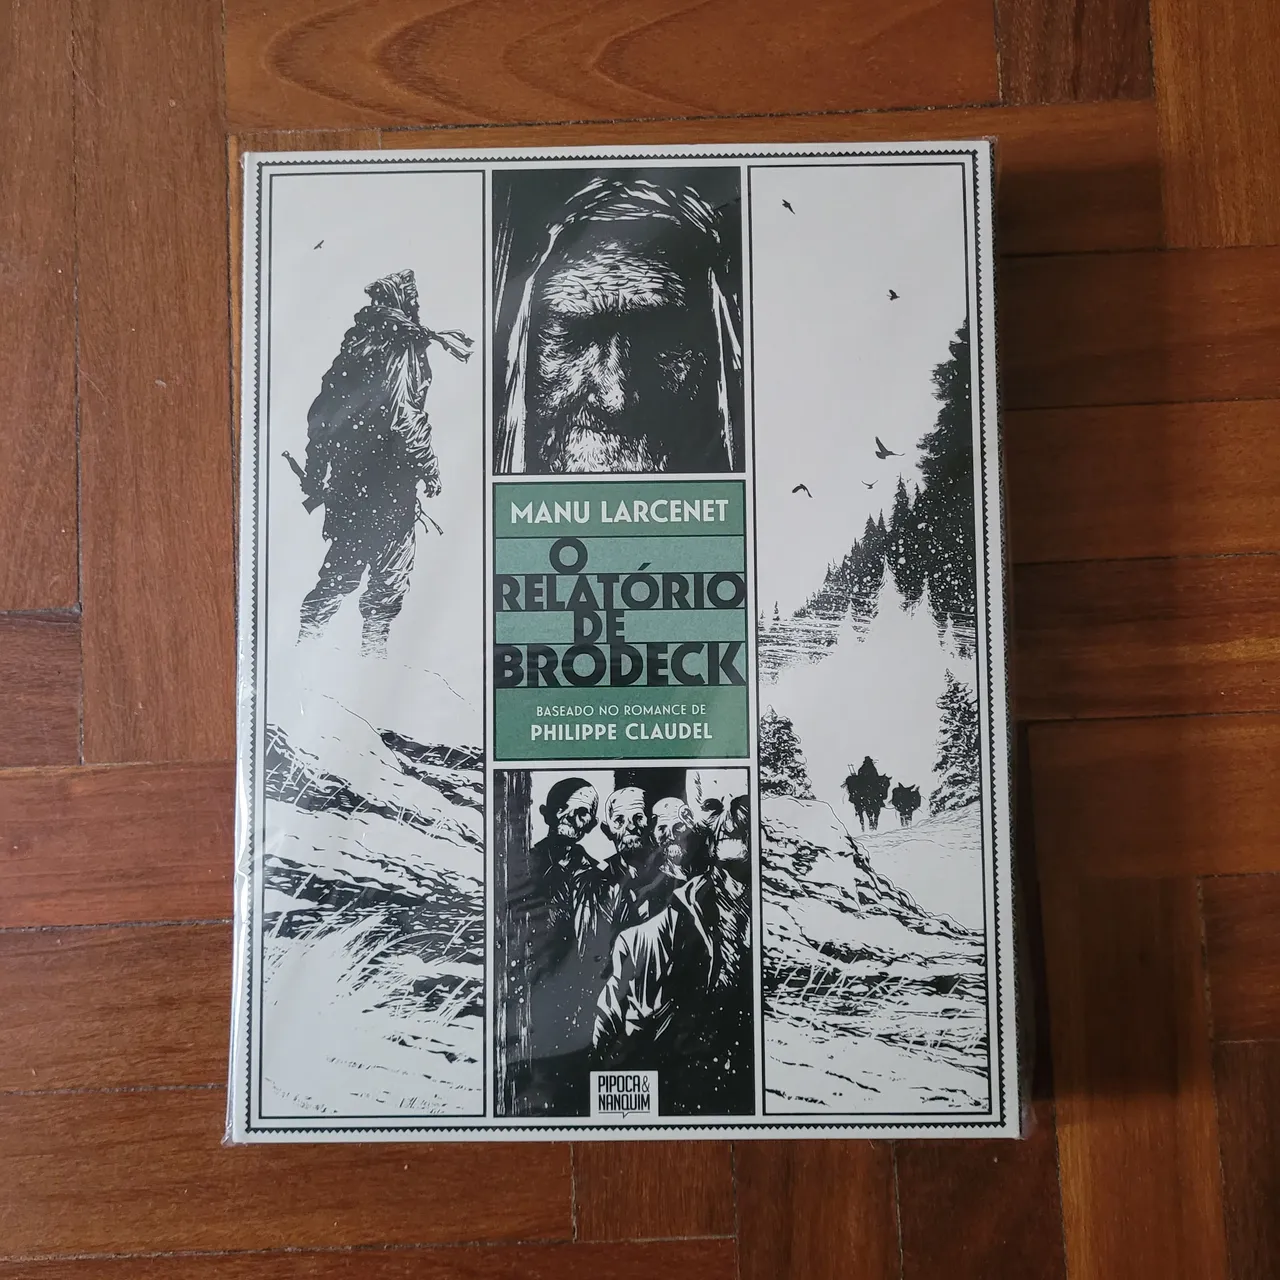 MANU LARCENET
O
RELATÓRIO
DE
BRODECK
BASEADO NO ROMANCE DE
PHILIPPE CLAUDEL
PIPOCA &
NANQUIM